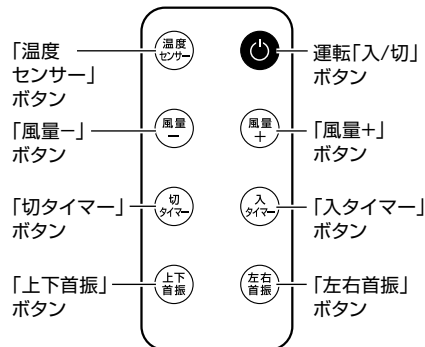 「温度
センサー」
ボタン
温度
センサー
運転「入/切」
ボタン
「風量−」
ボタン
風量
−
風量
+
「風量+」
ボタン
「切タイマー」
ボタン
切
タイマー
入
タイマー
「入タイマー」
ボタン
「上下首振」
ボタン
上下
首振
左右
首振
「左右首振」
ボタン